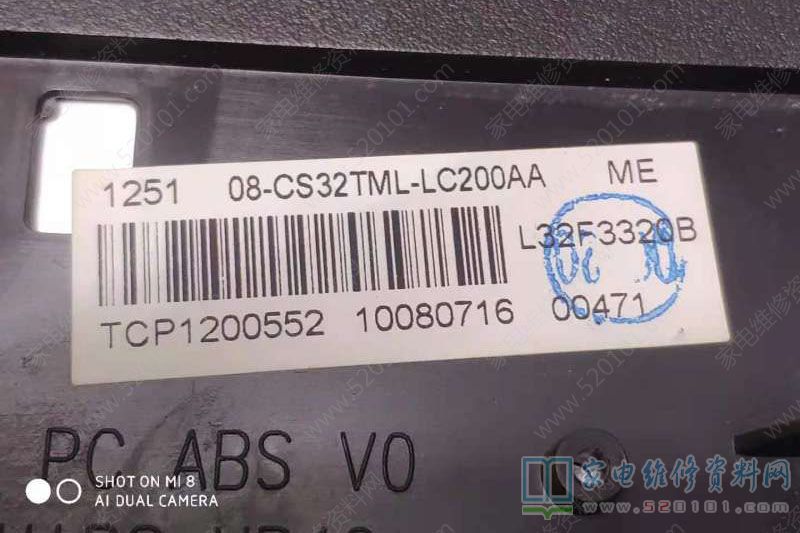 1251 08-CS32TML-LC200AA ME
L32F3320B
TCP1200552 10080716 00471
PC ABS V0
SHOT ON MI 8
AI DUAL CAMERA
家电维修资料网
www.520101.com